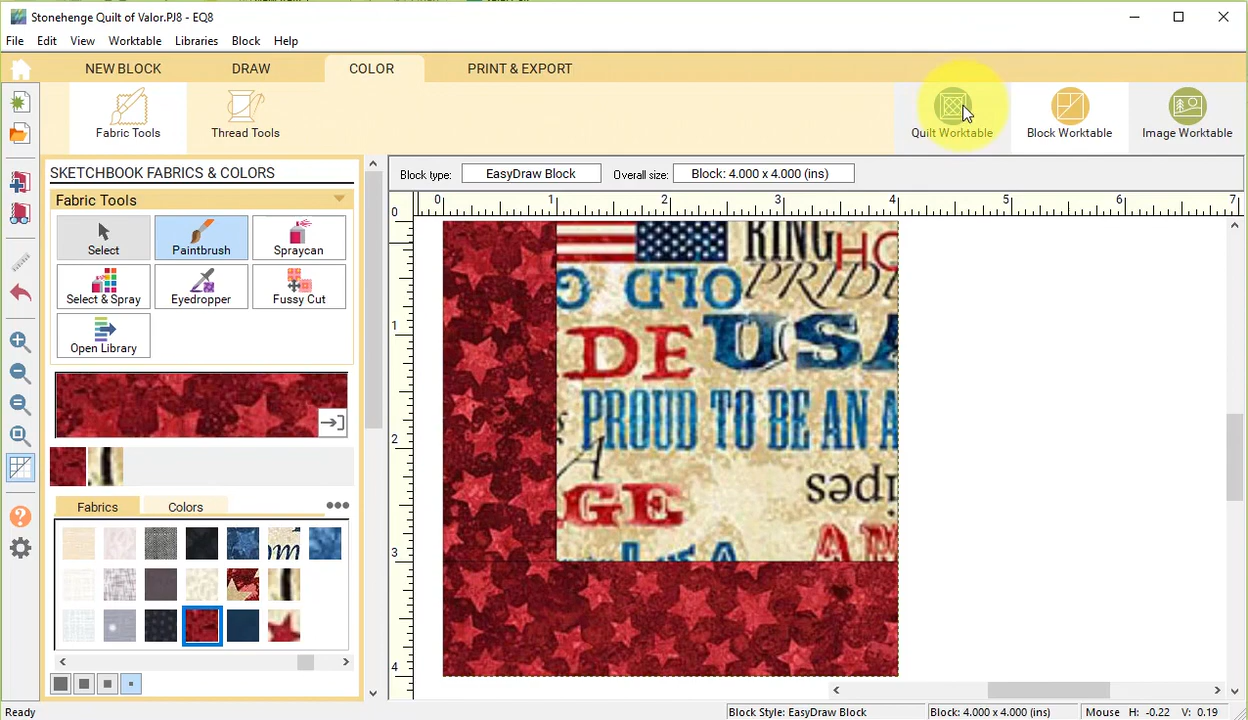 Stonehenge Quilt of Valor.PJ8 - EQ8
File Edit View Worktable Libraries Block Help
NEW BLOCK DRAW COLOR PRINT & EXPORT
Fabric Tools Thread Tools Quilt Worktable Block Worktable Image Worktable
SKETCHBOOK FABRICS & COLORS
Block type: EasyDraw Block Overall size: Block: 4.000 x 4.000 (ins)
Fabric Tools
0 1 2 3 4 5 6 7
0
1
2
3
4
Select Paintbrush Spraycan
Select & Spray Eyedropper Fussy Cut
Open Library
RING HO
OLD G
PRIDE
DE USA
PROUD TO BE AN A
A
GE
AM
Fabrics Colors
om
Ready Block Style: EasyDraw Block Block: 4.000 x 4.000 (ins) Mouse H: -0.22 V: 0.19